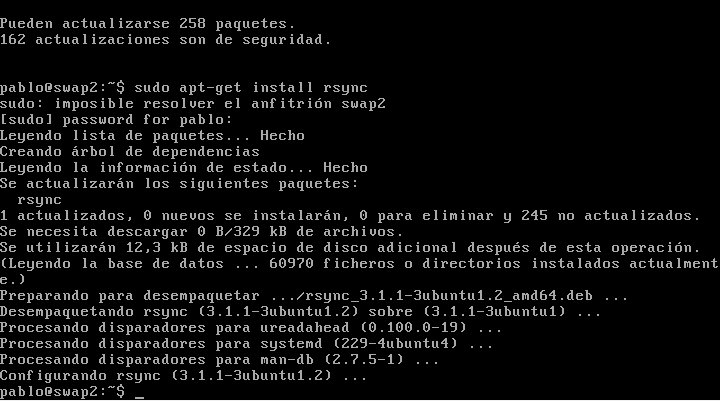 Pueden actualizarse 258 paquetes.
162 actualizaciones son de seguridad.
pablo@swap2:~$ sudo apt-get install rsync
sudo: imposible resolver el anfitrión swap2
[sudo] password for pablo:
Leyendo lista de paquetes... Hecho
Creando árbol de dependencias
Leyendo la información de estado... Hecho
Se actualizarán los siguientes paquetes:
  rsync
1 actualizados, 0 nuevos se instalarán, 0 para eliminar y 245 no actualizados.
Se necesita descargar 0 B/329 kB de archivos.
Se utilizarán 12,3 kB de espacio de disco adicional después de esta operación.
(Leyendo la base de datos ... 60970 ficheros o directorios instalados actualment
e.)
Preparando para desempaquetar .../rsync_3.1.1-3ubuntu1.2_amd64.deb ...
Desempaquetando rsync (3.1.1-3ubuntu1.2) sobre (3.1.1-3ubuntu1) ...
Procesando disparadores para ureadahead (0.100.0-19) ...
Procesando disparadores para systemd (229-4ubuntu4) ...
Procesando disparadores para man-db (2.7.5-1) ...
Configurando rsync (3.1.1-3ubuntu1.2) ...
pablo@swap2:~$ _